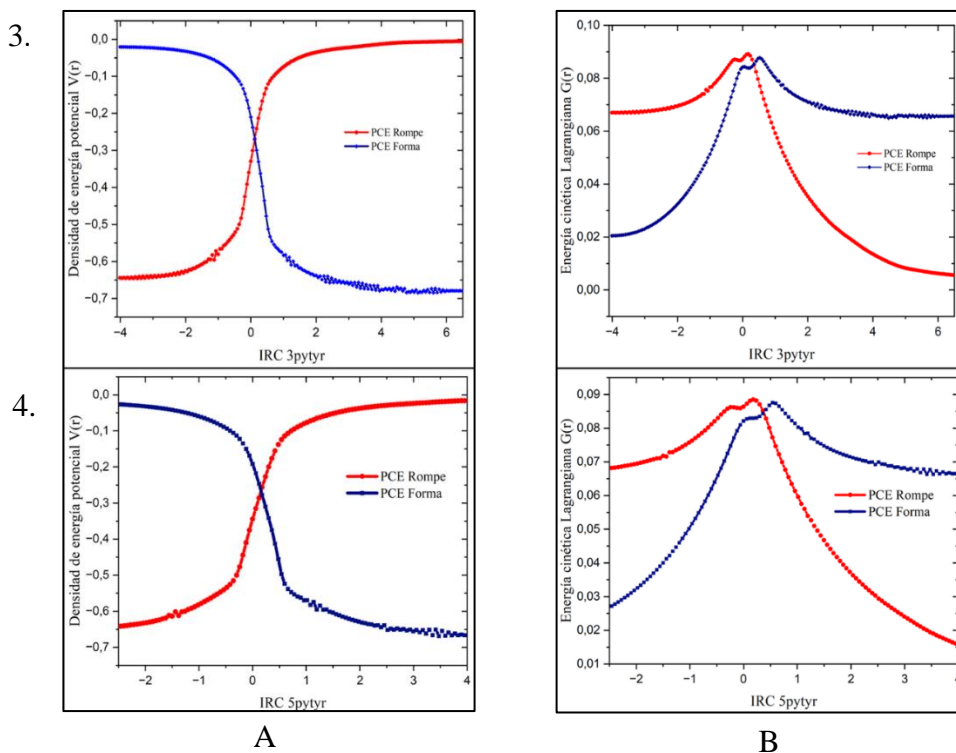 3.
Densidad de energía potencial V(r)
0,0
−0,1
−0,2
−0,3
−0,4
−0,5
−0,6
−0,7
PCE Rompe
PCE Forma
−4 −2 0 2 4 6
IRC 3pytyr
Energía cinética Lagrangiana G(r)
0,10
0,08
0,06
0,04
0,02
0,00
PCE Rompe
PCE Forma
−4 −2 0 2 4 6
IRC 3pytyr
4.
Densidad de energía potencial V(r)
0,0
−0,1
−0,2
−0,3
−0,4
−0,5
−0,6
−0,7
PCE Rompe
PCE Forma
−2 −1 0 1 2 3 4
IRC 5pytyr
Energía cinética Lagrangiana G(r)
0,09
0,08
0,07
0,06
0,05
0,04
0,03
0,02
0,01
PCE Rompe
PCE Forma
−2 −1 0 1 2 3 4
IRC 5pytyr
A
B